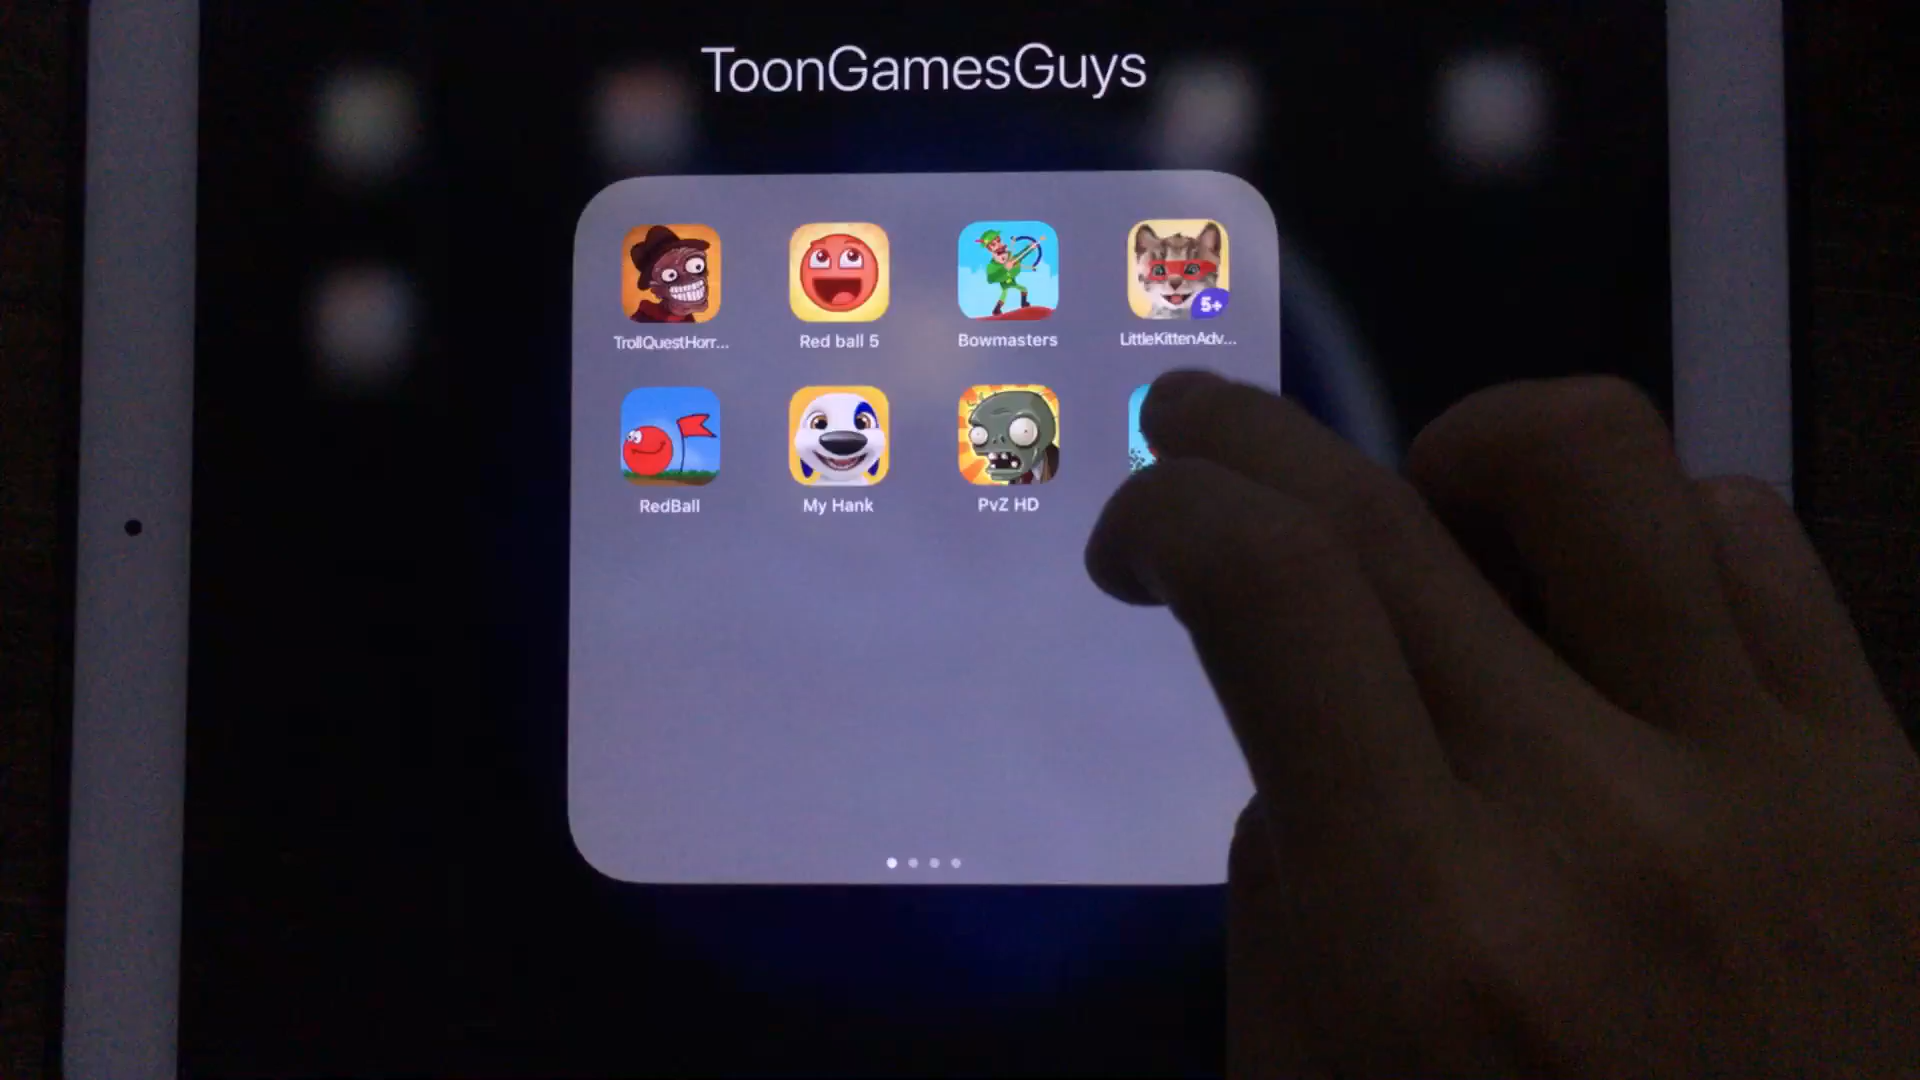 ToonGamesGuys
TrollQuestHorr...
Red ball 5
Bowmasters
LittleKittenAdv...
5+
RedBall
My Hank
PvZ HD